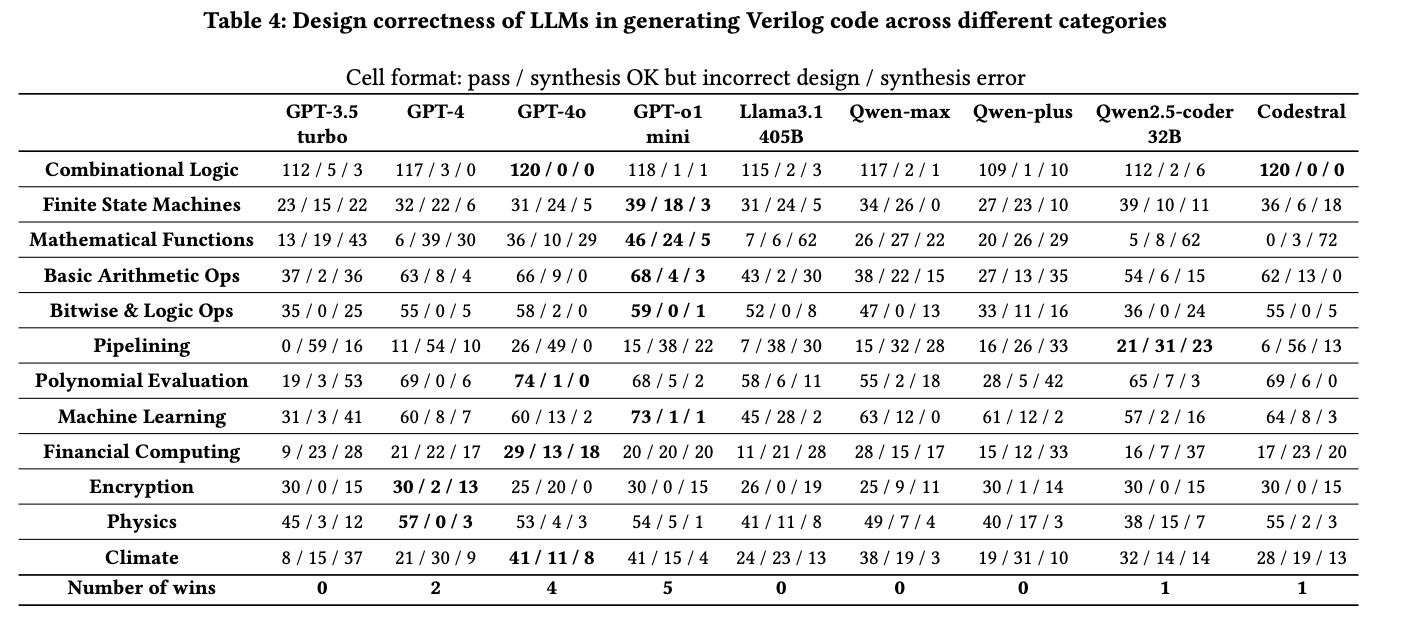 Table 4: Design correctness of LLMs in generating Verilog code across different categories
Cell format: pass / synthesis OK but incorrect design / synthesis error
GPT-3.5 turbo GPT-4 GPT-4o GPT-o1 mini Llama3.1 405B Qwen-max Qwen-plus Qwen2.5-coder 32B Codestral
Combinational Logic 112 / 5 / 3 117 / 3 / 0 120 / 0 / 0 118 / 1 / 1 115 / 2 / 3 117 / 2 / 1 109 / 1 / 10 112 / 2 / 6 120 / 0 / 0
Finite State Machines 23 / 15 / 22 32 / 22 / 6 31 / 24 / 5 39 / 18 / 3 31 / 24 / 5 34 / 26 / 0 27 / 23 / 10 39 / 10 / 11 36 / 6 / 18
Mathematical Functions 13 / 19 / 43 6 / 39 / 30 36 / 10 / 29 46 / 24 / 5 7 / 6 / 62 26 / 27 / 22 20 / 26 / 29 5 / 8 / 62 0 / 3 / 72
Basic Arithmetic Ops 37 / 2 / 36 63 / 8 / 4 66 / 9 / 0 68 / 4 / 3 43 / 2 / 30 38 / 22 / 15 27 / 13 / 35 54 / 6 / 15 62 / 13 / 0
Bitwise & Logic Ops 35 / 0 / 25 55 / 0 / 5 58 / 2 / 0 59 / 0 / 1 52 / 0 / 8 47 / 0 / 13 33 / 11 / 16 36 / 0 / 24 55 / 0 / 5
Pipelining 0 / 59 / 16 11 / 54 / 10 26 / 49 / 0 15 / 38 / 22 7 / 38 / 30 15 / 32 / 28 16 / 26 / 33 21 / 31 / 23 6 / 56 / 13
Polynomial Evaluation 19 / 3 / 53 69 / 0 / 6 74 / 1 / 0 68 / 5 / 2 58 / 6 / 11 55 / 2 / 18 28 / 5 / 42 65 / 7 / 3 69 / 6 / 0
Machine Learning 31 / 3 / 41 60 / 8 / 7 60 / 13 / 2 73 / 1 / 1 45 / 28 / 2 63 / 12 / 0 61 / 12 / 2 57 / 2 / 16 64 / 8 / 3
Financial Computing 9 / 23 / 28 21 / 22 / 17 29 / 13 / 18 20 / 20 / 20 11 / 21 / 28 28 / 15 / 17 15 / 12 / 33 16 / 7 / 37 17 / 23 / 20
Encryption 30 / 0 / 15 30 / 2 / 13 25 / 20 / 0 30 / 0 / 15 26 / 0 / 19 25 / 9 / 11 30 / 1 / 14 30 / 0 / 15 30 / 0 / 15
Physics 45 / 3 / 12 57 / 0 / 3 53 / 4 / 3 54 / 5 / 1 41 / 11 / 8 49 / 7 / 4 40 / 17 / 3 38 / 15 / 7 55 / 2 / 3
Climate 8 / 15 / 37 21 / 30 / 9 41 / 11 / 8 41 / 15 / 4 24 / 23 / 13 38 / 19 / 3 19 / 31 / 10 32 / 14 / 14 28 / 19 / 13
Number of wins 0 2 4 5 0 0 0 1 1